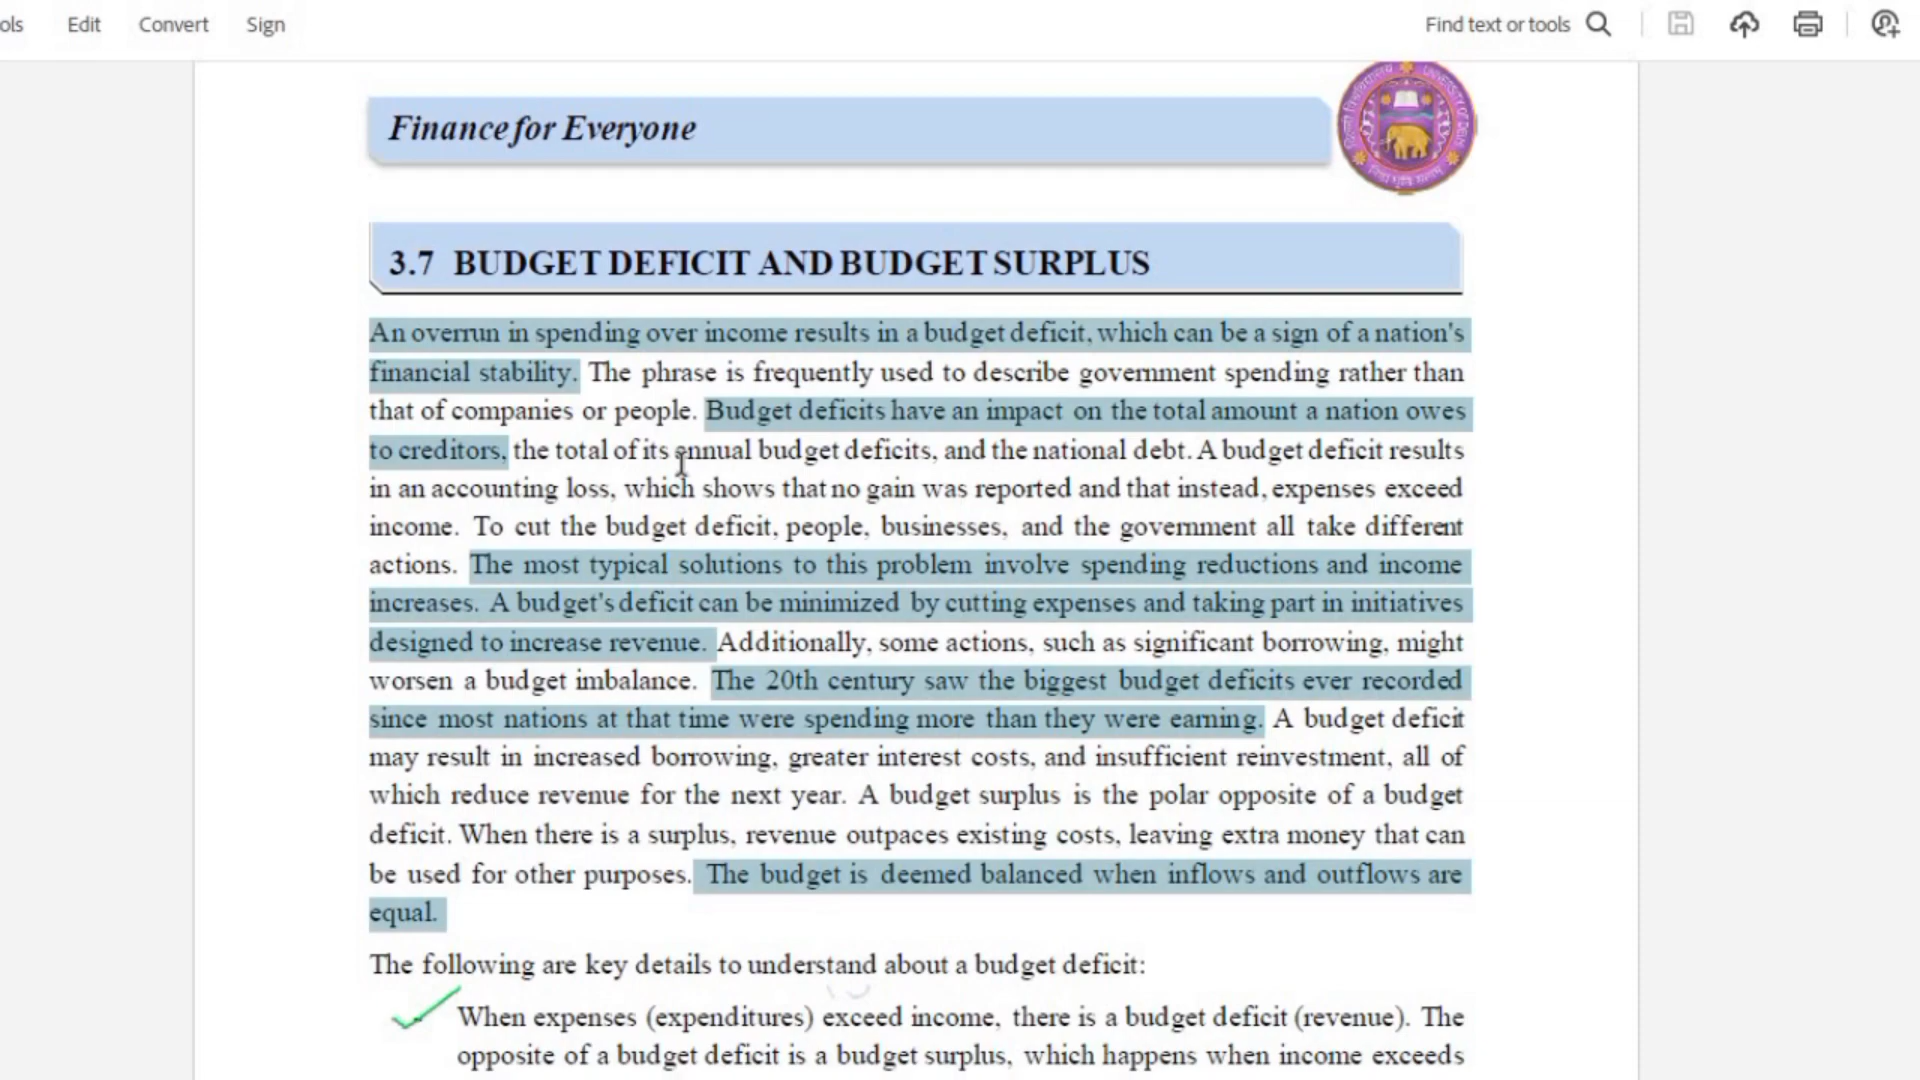 ols Edit Convert Sign Find text or tools
Finance for Everyone
3.7 BUDGET DEFICIT AND BUDGET SURPLUS
An overrun in spending over income results in a budget deficit, which can be a sign of a nation's
financial stability. The phrase is frequently used to describe government spending rather than
that of companies or people. Budget deficits have an impact on the total amount a nation owes
to creditors, the total of its annual budget deficits, and the national debt. A budget deficit results
in an accounting loss, which shows that no gain was reported and that instead, expenses exceed
income. To cut the budget deficit, people, businesses, and the government all take different
actions. The most typical solutions to this problem involve spending reductions and income
increases. A budget's deficit can be minimized by cutting expenses and taking part in initiatives
designed to increase revenue. Additionally, some actions, such as significant borrowing, might
worsen a budget imbalance. The 20th century saw the biggest budget deficits ever recorded
since most nations at that time were spending more than they were earning. A budget deficit
may result in increased borrowing, greater interest costs, and insufficient reinvestment, all of
which reduce revenue for the next year. A budget surplus is the polar opposite of a budget
deficit. When there is a surplus, revenue outpaces existing costs, leaving extra money that can
be used for other purposes. The budget is deemed balanced when inflows and outflows are
equal.
The following are key details to understand about a budget deficit:
When expenses (expenditures) exceed income, there is a budget deficit (revenue). The
opposite of a budget deficit is a budget surplus, which happens when income exceeds